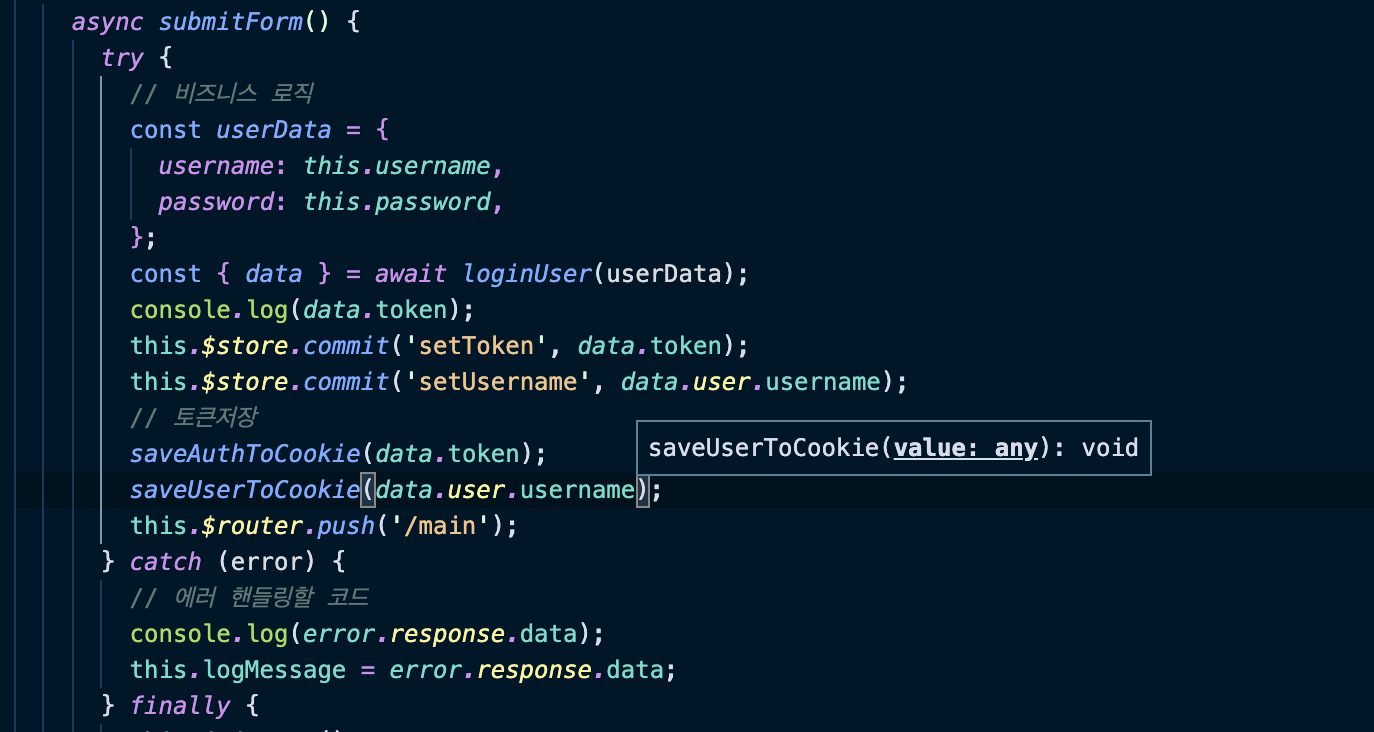 async submitForm() {
try {
// 비즈니스 로직
const userData = {
username: this.username,
password: this.password,
};
const { data } = await loginUser(userData);
console.log(data.token);
this.$store.commit('setToken', data.token);
this.$store.commit('setUsername', data.user.username);
// 토큰저장
saveAuthToCookie(data.token);
saveUserToCookie(value: any): void
saveUserToCookie(data.user.username);
this.$router.push('/main');
} catch (error) {
// 에러 핸들링할 코드
console.log(error.response.data);
this.logMessage = error.response.data;
} finally {